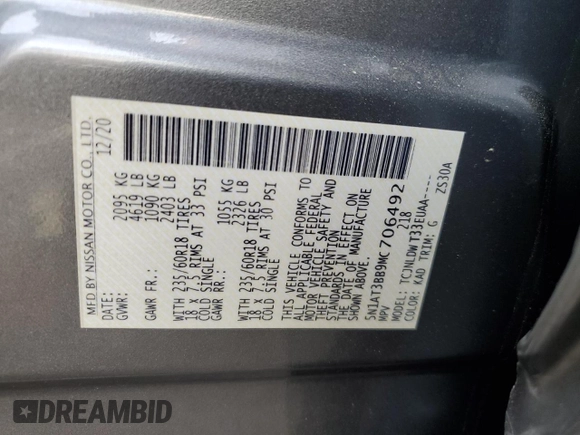 MFD BY NISSAN MOTOR CO., LTD.
DATE: 12/20
GVWR: 2095 KG
4619 LB
GAWR FR: 1090 KG
2403 LB
WITH 235/60R18 TIRES
18 X 7.5 RIMS AT 33 PSI
COLD SINGLE
GAWR RR: 1055 KG
2326 LB
WITH 235/60R18 TIRES
18 X 7.5 RIMS AT 30 PSI
COLD SINGLE
THIS VEHICLE CONFORMS TO
ALL APPLICABLE FEDERAL
MOTOR VEHICLE SAFETY AND
THEFT PREVENTION
STANDARDS IN EFFECT ON
THE DATE OF MANUFACTURE
SHOWN ABOVE.
5N1AT3BB9MC706492
MPV 218
MODEL: TCJNLDWT33EUAA-----
COLOR: KAD TRIM: G
ZS30A
DREAMBID